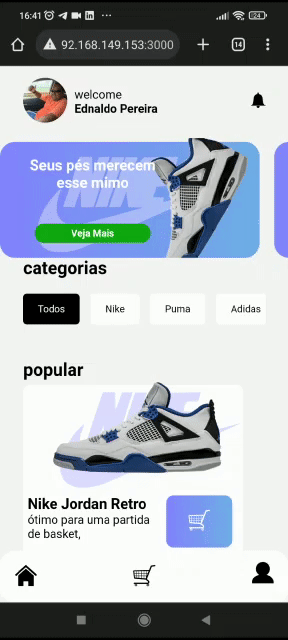 16:41
24
92.168.149.153:3000
14
welcome
Ednaldo Pereira
Seus pés merecem
esse mimo
Veja Mais
categorias
Todos
Nike
Puma
Adidas
popular
Nike Jordan Retro
ótimo para uma partida
de basket,